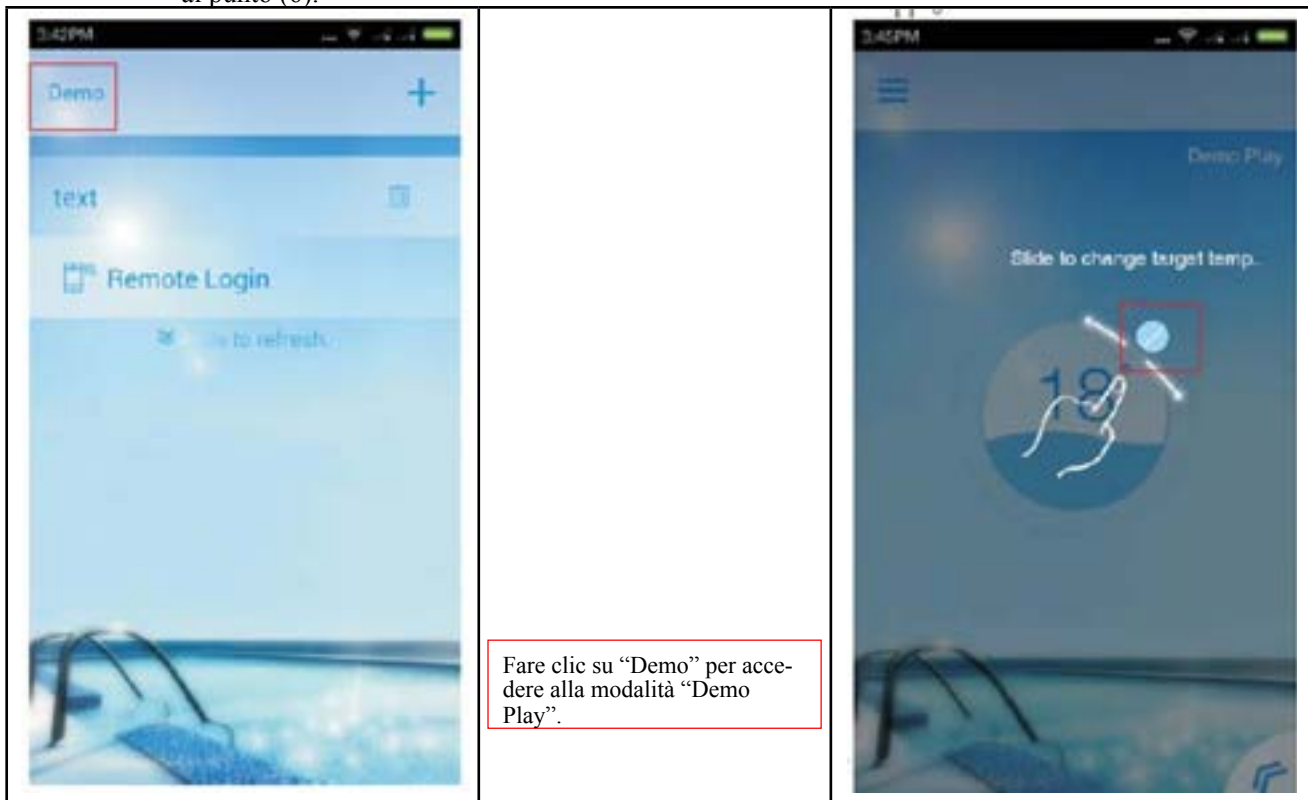 al punto (6).
3:42PM
Demo
+
text
Remote Login
to refresh.
Fare clic su “Demo” per acce-
dere alla modalità “Demo
Play”.
3:45PM
Demo Play
Slide to change target temp.
18°